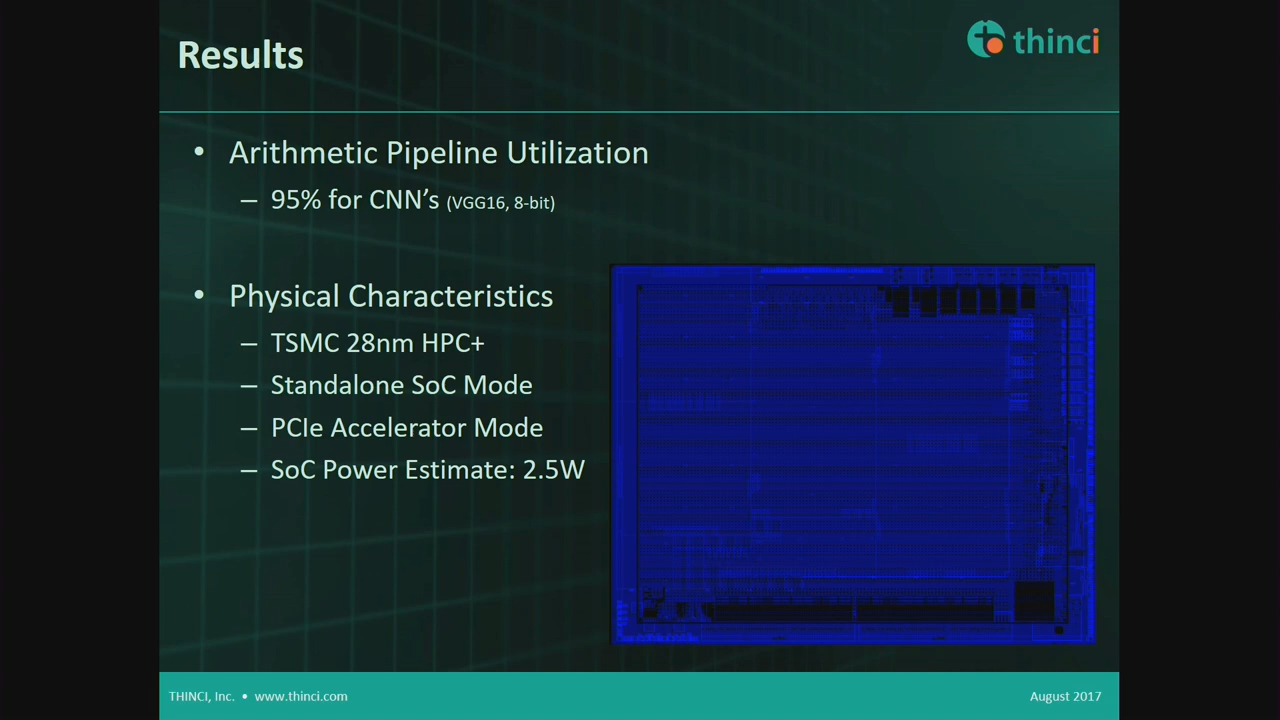 Results
thinci
• Arithmetic Pipeline Utilization
– 95% for CNN’s (VGG16, 8-bit)
• Physical Characteristics
– TSMC 28nm HPC+
– Standalone SoC Mode
– PCIe Accelerator Mode
– SoC Power Estimate: 2.5W
THINCI, Inc. • www.thinci.com
August 2017